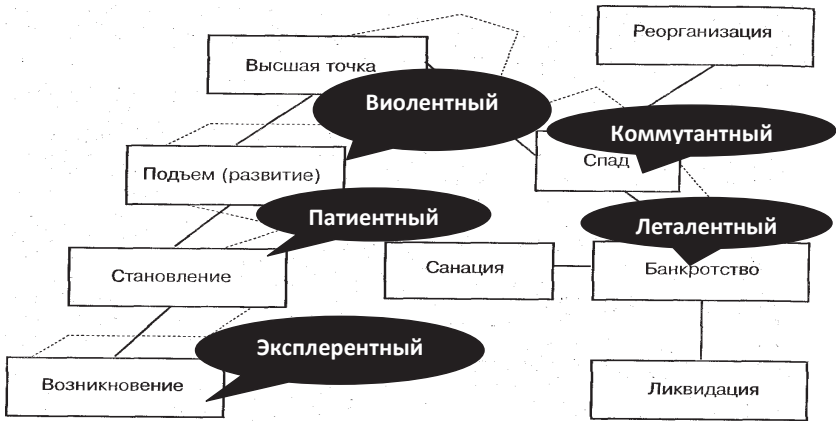 Реорганизация
Высшая точка
Виолентный
Коммутантный
Спад
Подъем (развитие)
Патиентный
Леталентный
Становление
Санация
Банкротство
Эксплерентный
Возникновение
Ликвидация